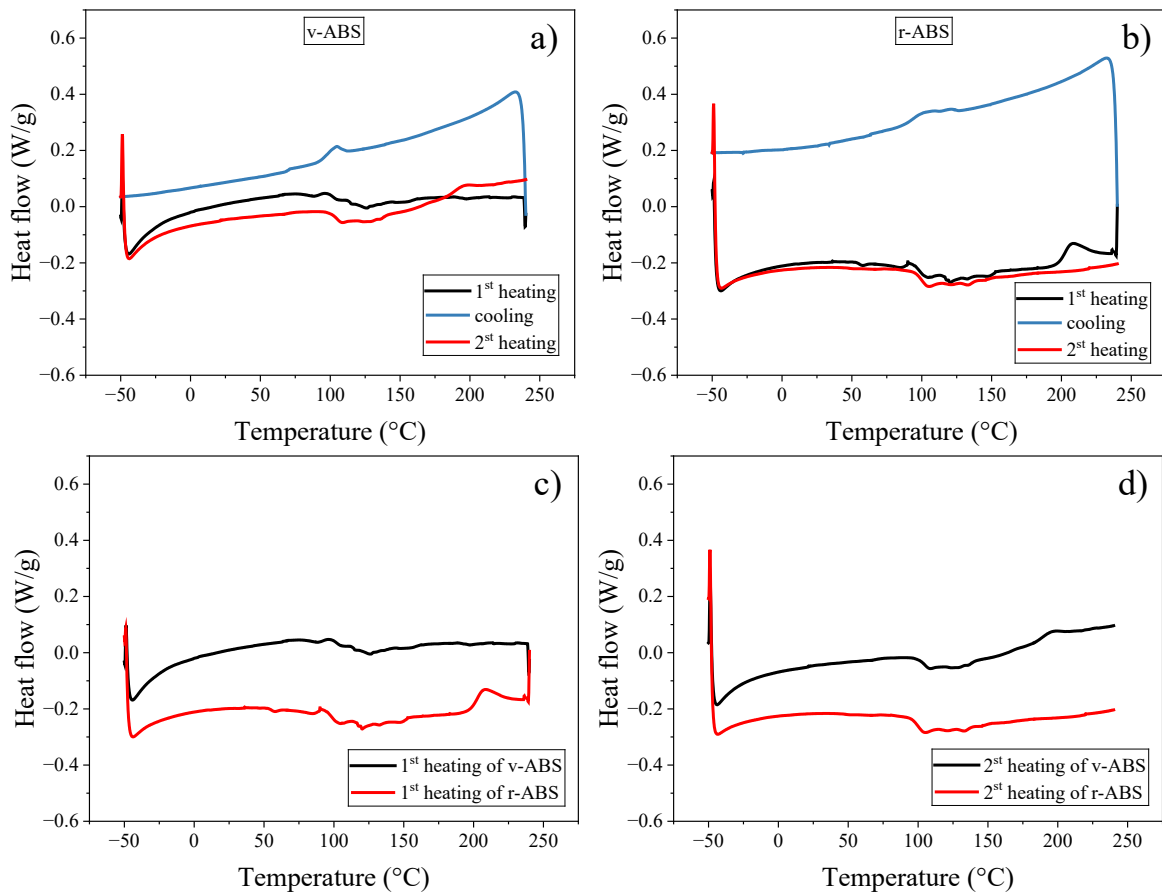 v-ABS
a)
Heat flow (W/g)
0.6
0.4
0.2
0.0
−0.2
−0.4
−0.6
1st heating
cooling
2st heating
−50 0 50 100 150 200 250
Temperature (°C)
r-ABS
b)
Heat flow (W/g)
0.6
0.4
0.2
0.0
−0.2
−0.4
−0.6
1st heating
cooling
2st heating
−50 0 50 100 150 200 250
Temperature (°C)
c)
Heat flow (W/g)
0.6
0.4
0.2
0.0
−0.2
−0.4
−0.6
1st heating of v-ABS
1st heating of r-ABS
−50 0 50 100 150 200 250
Temperature (°C)
d)
Heat flow (W/g)
0.6
0.4
0.2
0.0
−0.2
−0.4
−0.6
2st heating of v-ABS
2st heating of r-ABS
−50 0 50 100 150 200 250
Temperature (°C)